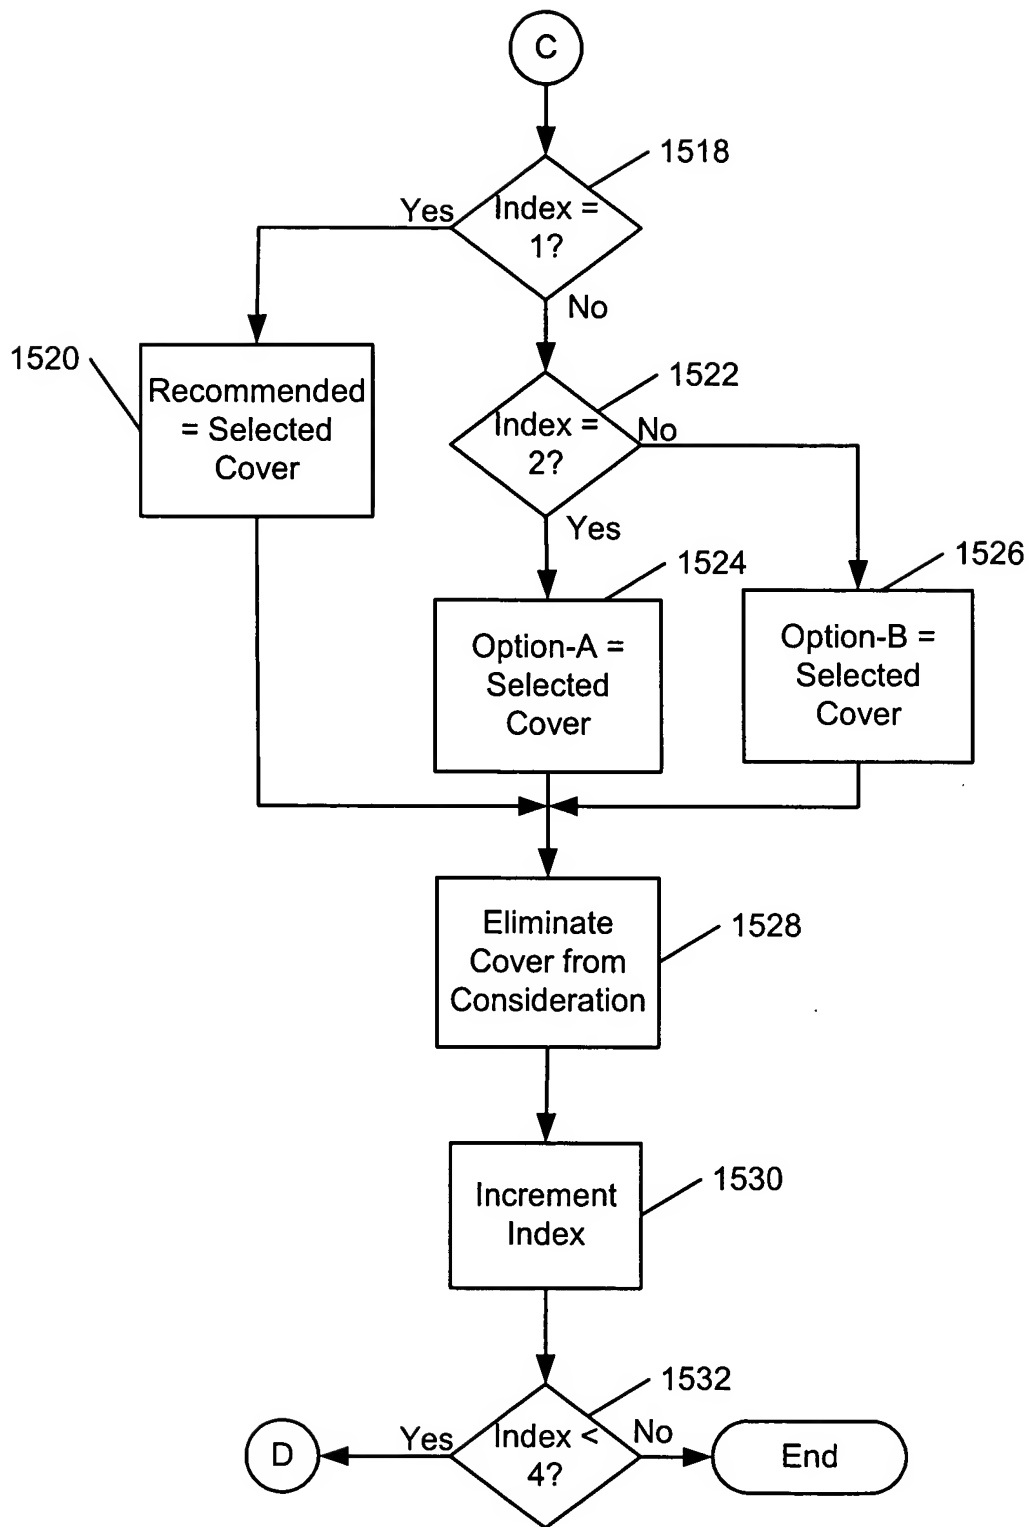 C
1518
Yes
Index =
1?
No
1520
Recommended
= Selected
Cover
1522
Index =
2?
No
Yes
1524
Option-A =
Selected
Cover
1526
Option-B =
Selected
Cover
Eliminate
Cover from
Consideration
1528
Increment
Index
1530
1532
Index <
4?
Yes
D
No
End